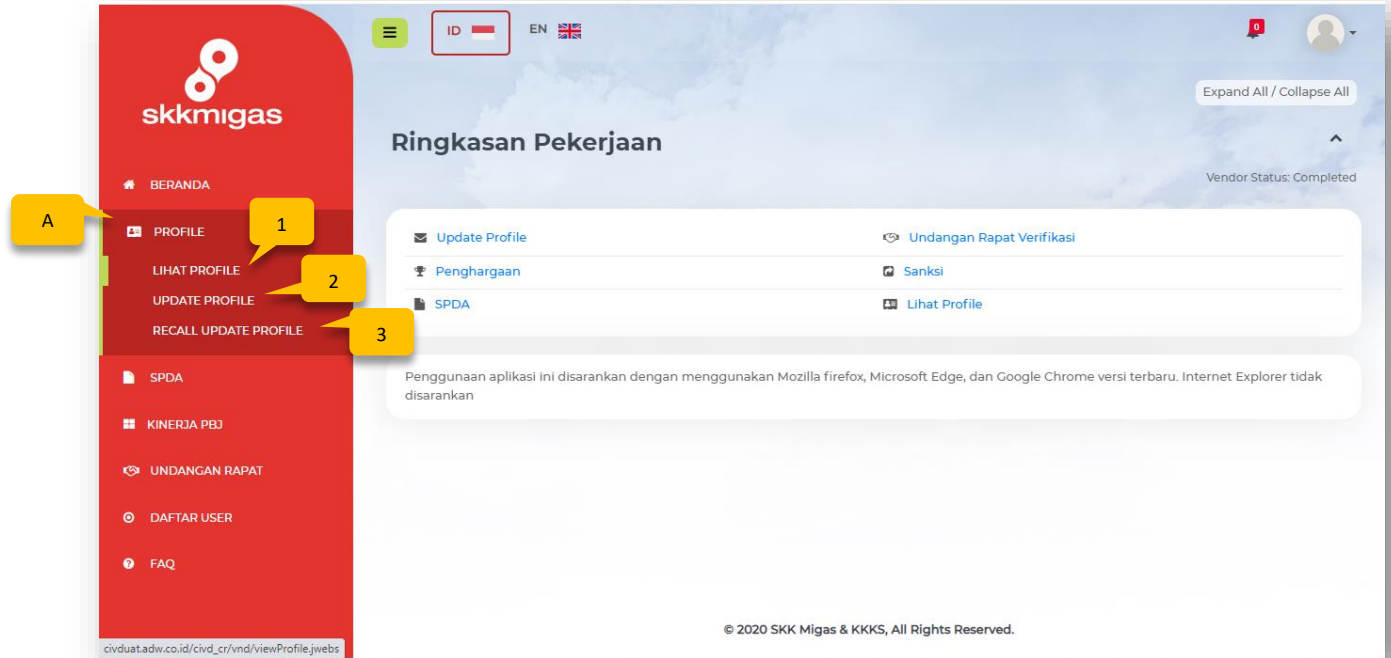 ID
EN
0
Expand All / Collapse All
skkmigas
Ringkasan Pekerjaan
Vendor Status: Completed
BERANDA
A
PROFILE
1
LIHAT PROFILE
2
UPDATE PROFILE
RECALL UPDATE PROFILE
3
SPDA
KINERJA PBJ
UNDANGAN RAPAT
DAFTAR USER
FAQ
Update Profile
Undangan Rapat Verifikasi
Penghargaan
Sanksi
SPDA
Lihat Profile
Penggunaan aplikasi ini disarankan dengan menggunakan Mozilla firefox, Microsoft Edge, dan Google Chrome versi terbaru. Internet Explorer tidak
disarankan
© 2020 SKK Migas & KKKS, All Rights Reserved.
civduat.adw.co.id/civd_cr/vnd/viewProfile.jwebs